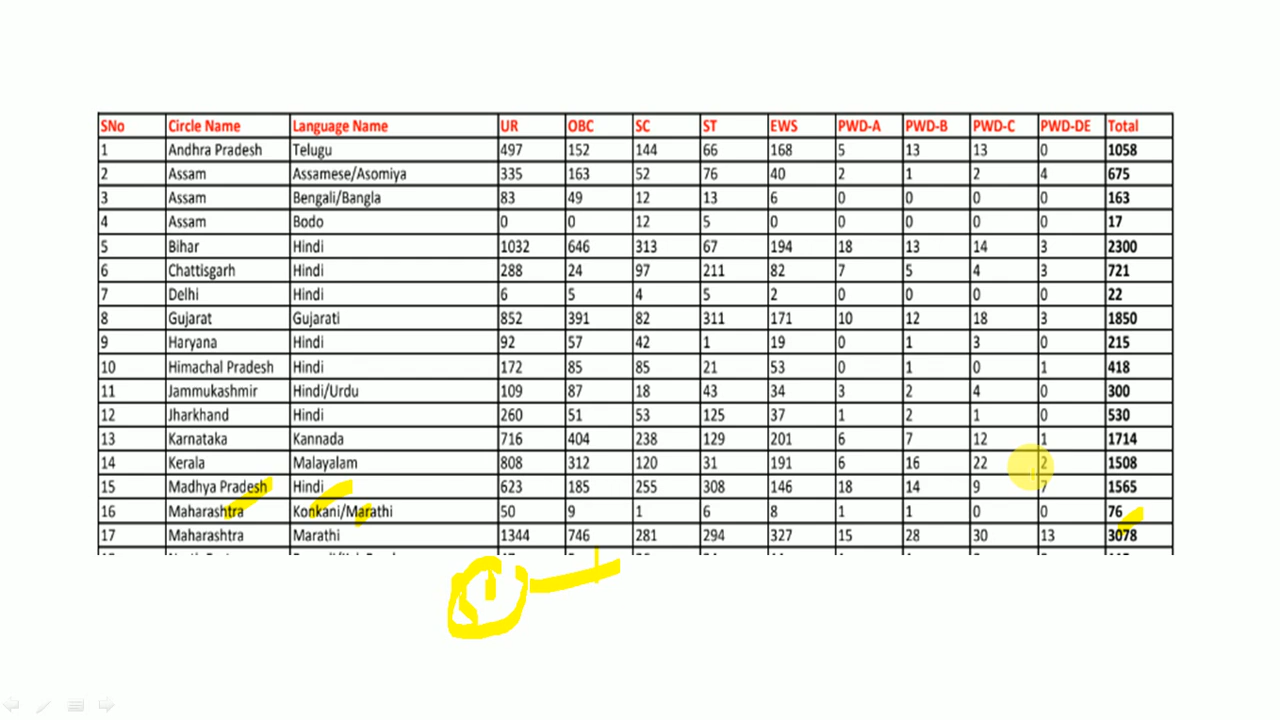 SNo Circle Name Language Name UR OBC SC ST EWS PWD-A PWD-B PWD-C PWD-DE Total
1 Andhra Pradesh Telugu 497 152 144 66 168 5 13 13 0 1058
2 Assam Assamese/Asomiya 335 163 52 76 40 2 1 2 4 675
3 Assam Bengali/Bangla 83 49 12 13 6 0 0 0 0 163
4 Assam Bodo 0 0 12 5 0 0 0 0 0 17
5 Bihar Hindi 1032 646 313 67 194 18 13 14 3 2300
6 Chattisgarh Hindi 288 24 97 211 82 7 5 4 3 721
7 Delhi Hindi 6 5 4 5 2 0 0 0 0 22
8 Gujarat Gujarati 852 391 82 311 171 10 12 18 3 1850
9 Haryana Hindi 92 57 42 1 19 0 1 3 0 215
10 Himachal Pradesh Hindi 172 85 85 21 53 0 1 0 1 418
11 Jammukashmir Hindi/Urdu 109 87 18 43 34 3 2 4 0 300
12 Jharkhand Hindi 260 51 53 125 37 1 2 1 0 530
13 Karnataka Kannada 716 404 238 129 201 6 7 12 1 1714
14 Kerala Malayalam 808 312 120 31 191 6 16 22 2 1508
15 Madhya Pradesh Hindi 623 185 255 308 146 18 14 9 7 1565
16 Maharashtra Konkani/Marathi 50 9 1 6 8 1 1 0 0 76
17 Maharashtra Marathi 1344 746 281 294 327 15 28 30 13 3078